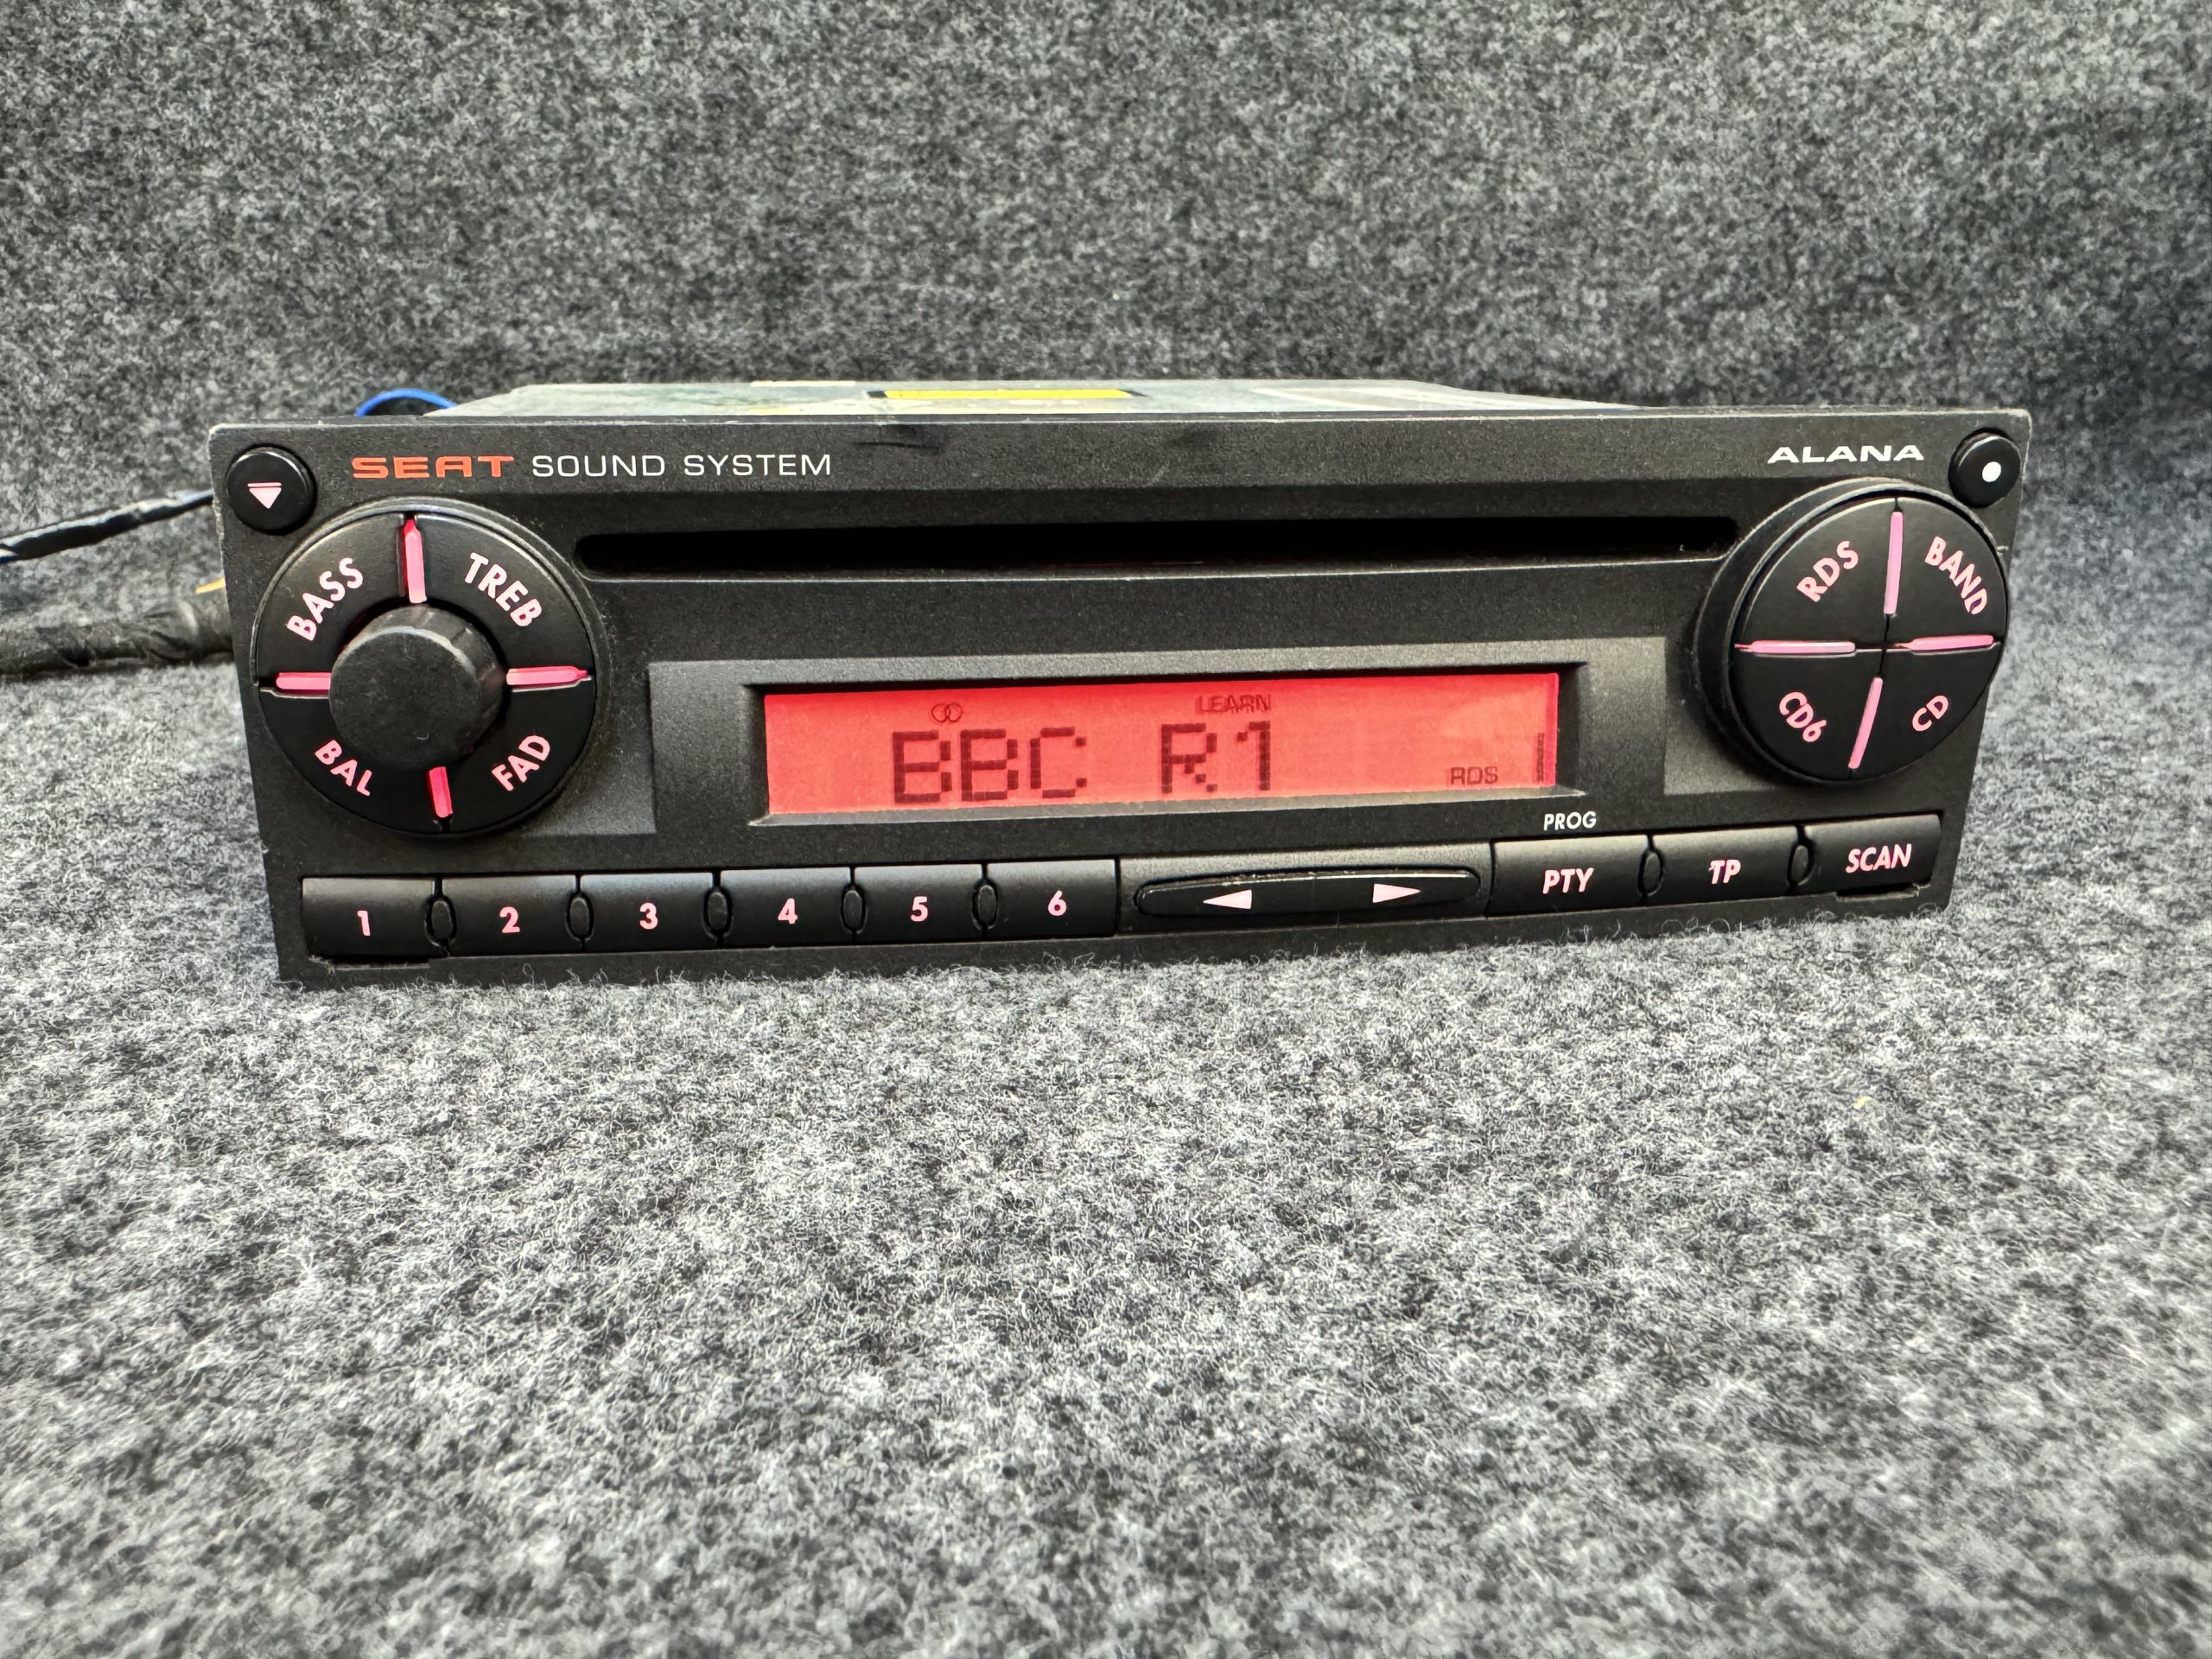 SEAT SOUND SYSTEM
ALANA
BASS
TREB
BAL
FAD
LEARN
BBC R1
RDS
RDS
BAND
CD6
CD
PROG
1
2
3
4
5
6
PTY
TP
SCAN